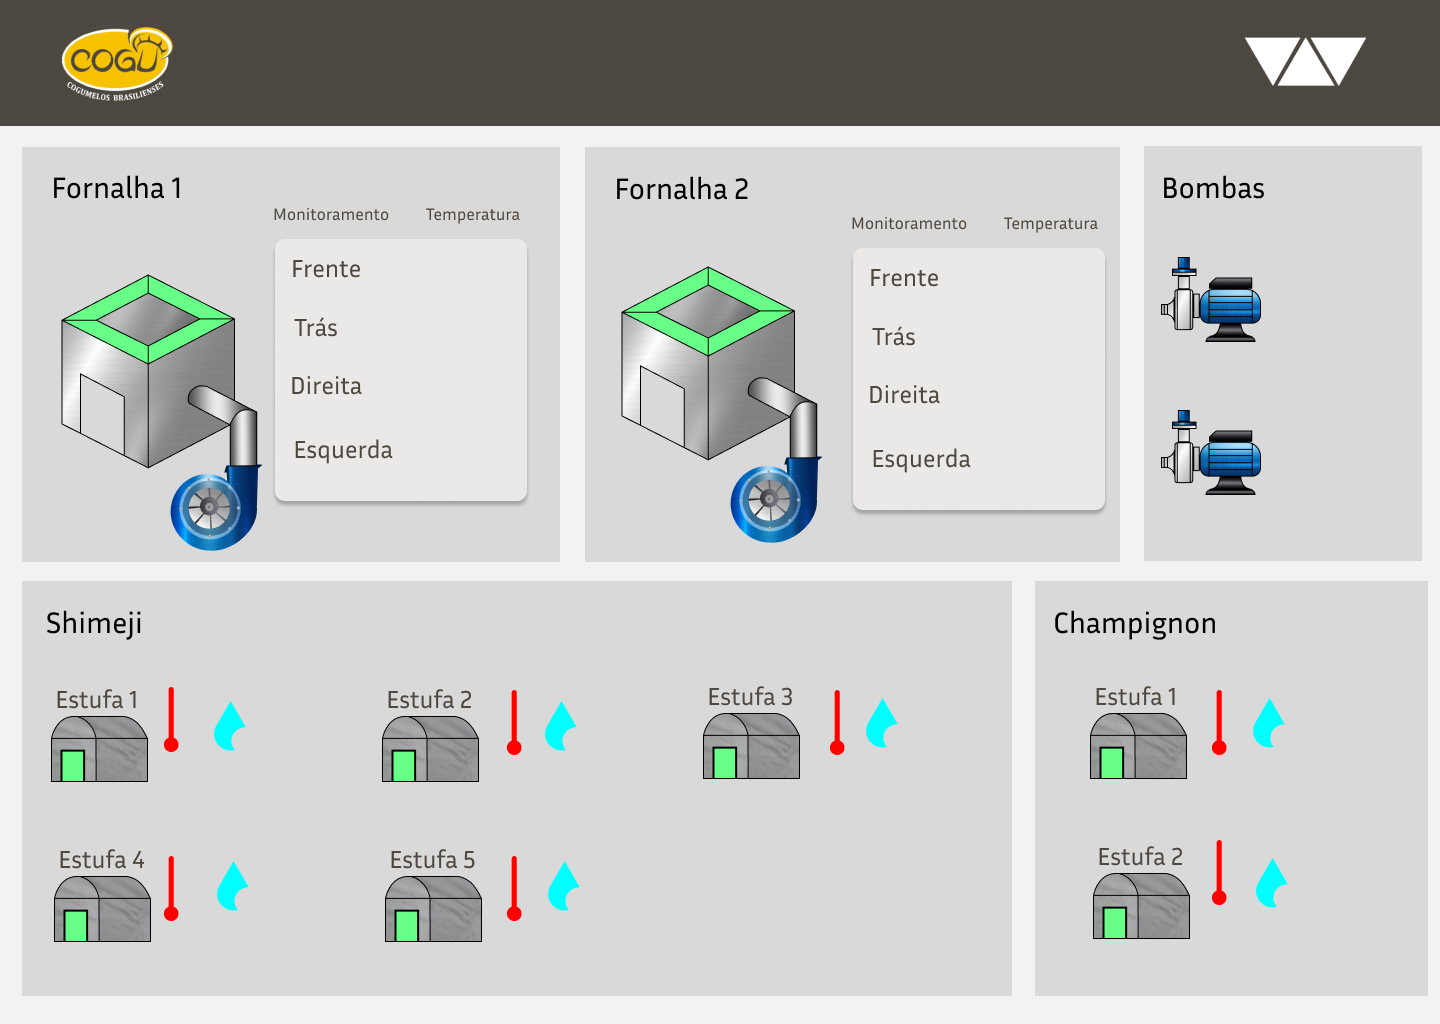 COGU
COGUMELOS BRASILIENSES
Fornalha 1
Monitoramento Temperatura
Frente
Trás
Direita
Esquerda
Fornalha 2
Monitoramento Temperatura
Frente
Trás
Direita
Esquerda
Bombas
Shimeji
Estufa 1
Estufa 2
Estufa 3
Estufa 4
Estufa 5
Champignon
Estufa 1
Estufa 2